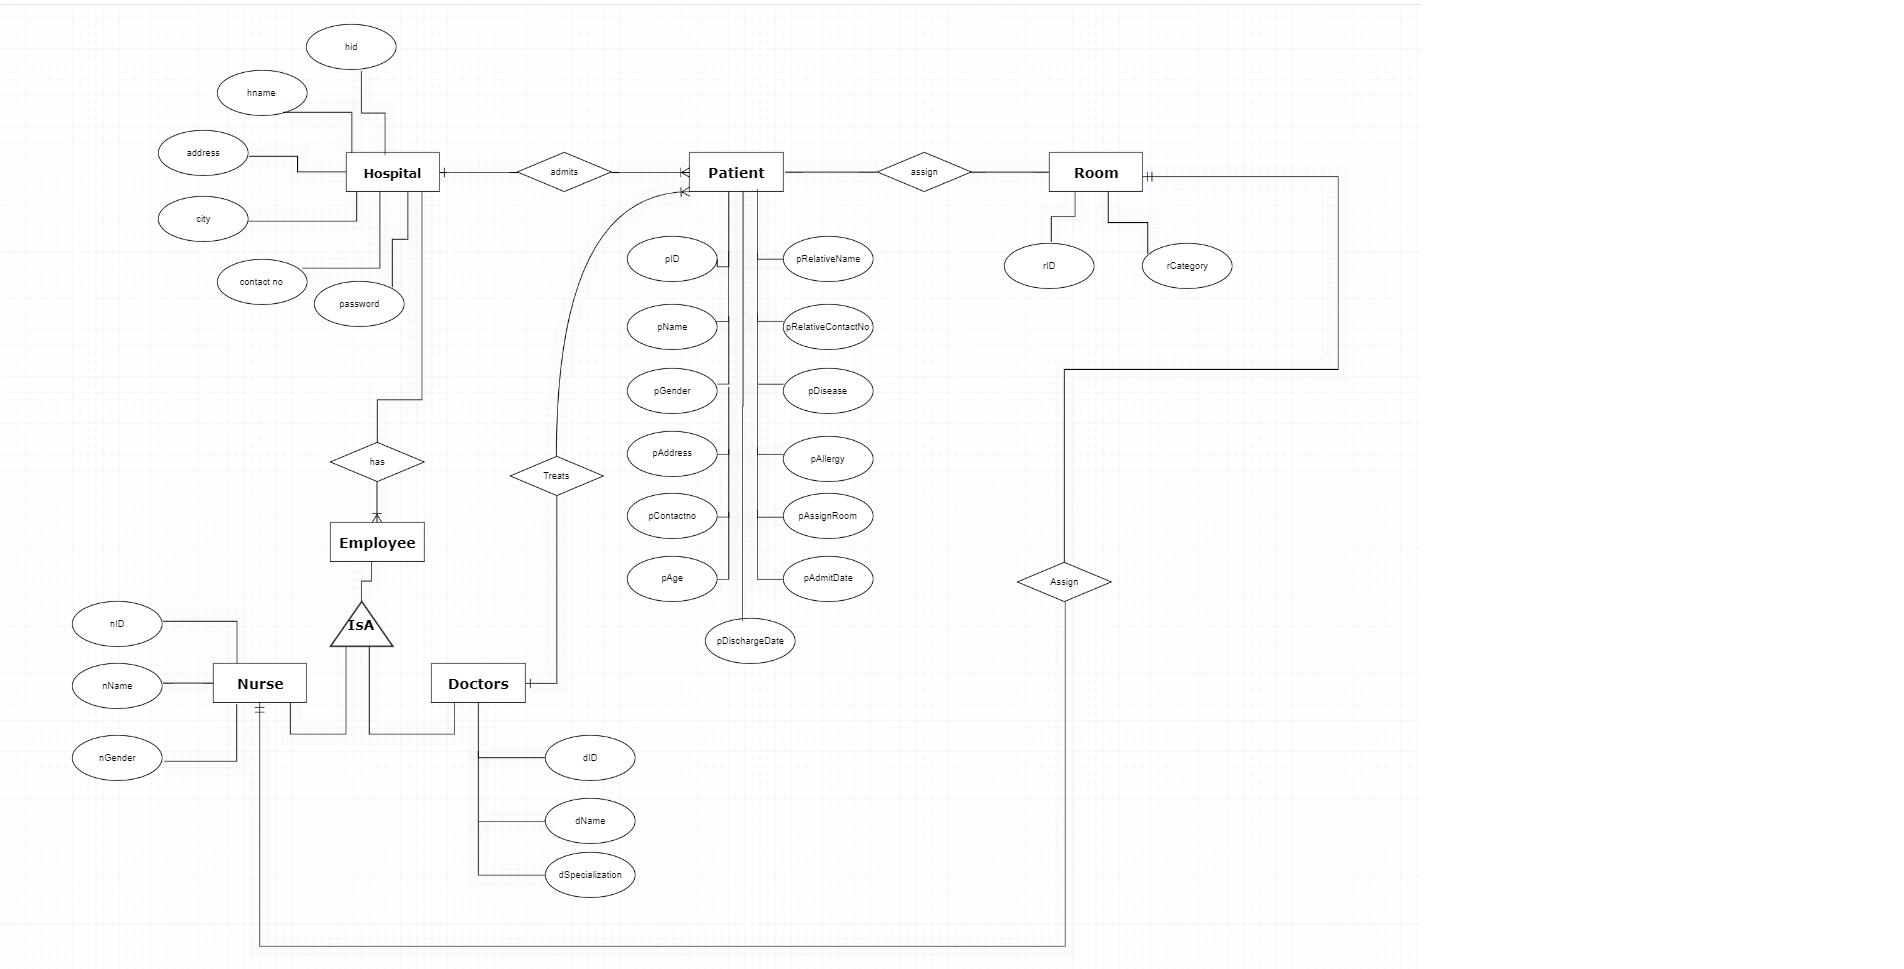 hid
hname
address
Hospital
admits
Patient
assign
Room
city
contact no
password
pID
pRelativeName
rID
rCategory
pName
pRelativeContactNo
pGender
pDisease
has
Treats
pAddress
pAllergy
pContactno
pAssignRoom
Employee
pAge
pAdmitDate
Assign
nID
IsA
pDischargeDate
nName
Nurse
Doctors
nGender
dID
dName
dSpecialization